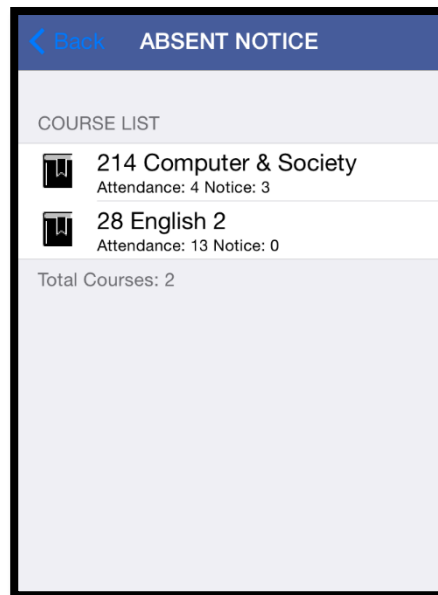 Back ABSENT NOTICE
COURSE LIST
214 Computer & Society
Attendance: 4 Notice: 3
28 English 2
Attendance: 13 Notice: 0
Total Courses: 2